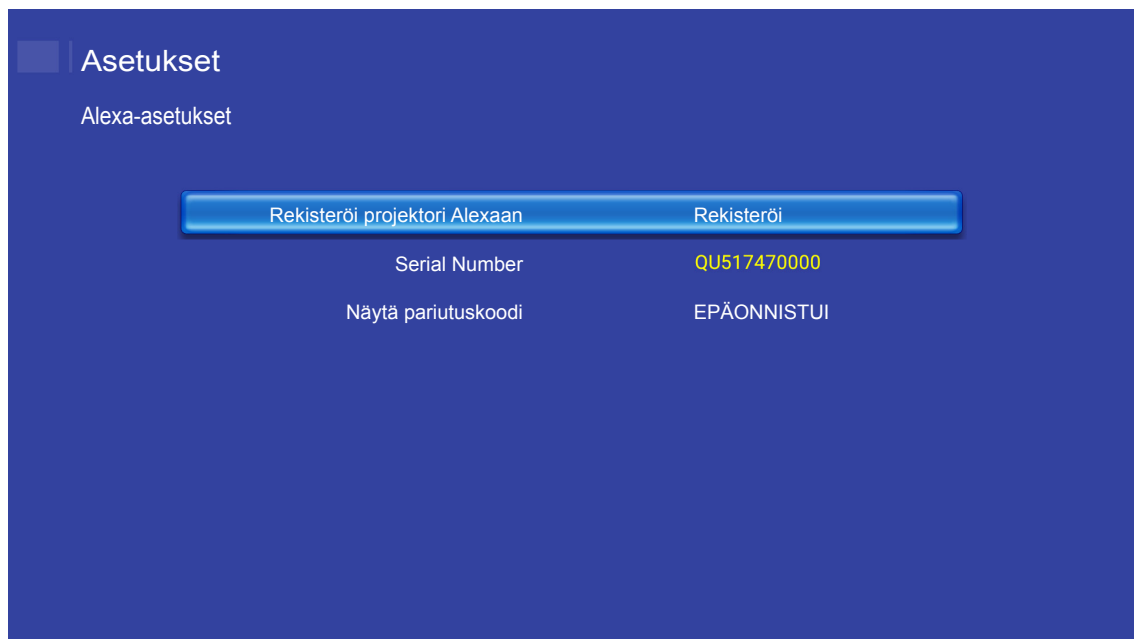 Asetukset
Alexa-asetukset
Rekisteröi projektori Alexaan Rekisteröi
Serial Number QU517470000
Näytä pariutuskoodi EPÄONNISTUI